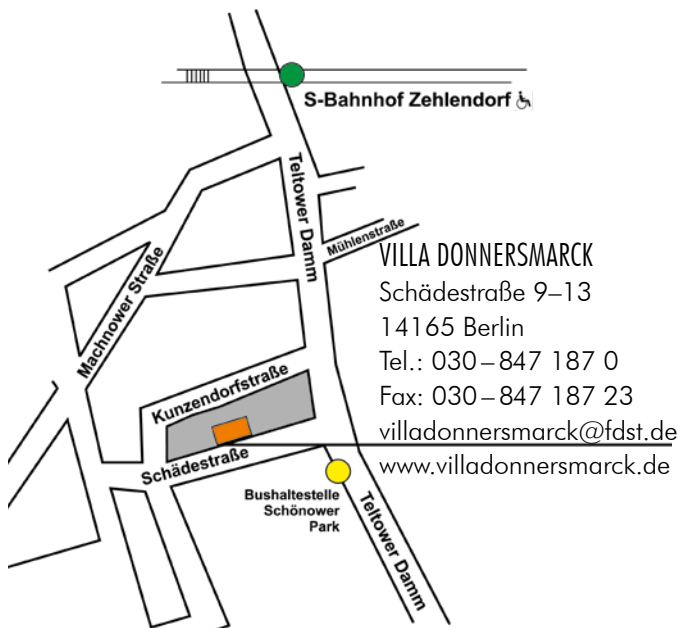 S-Bahnhof Zehlendorf
Teltower Damm
Mühlenstraße
Machnower Straße
VILLA DONNERSMARCK
Schädestraße 9–13
14165 Berlin
Tel.: 030–847 187 0
Fax: 030–847 187 23
villadonnersmarck@fdst.de
www.villadonnersmarck.de
Kunzendorfstraße
Schädestraße
Bushaltestelle
Schönower
Park
Teltower Damm